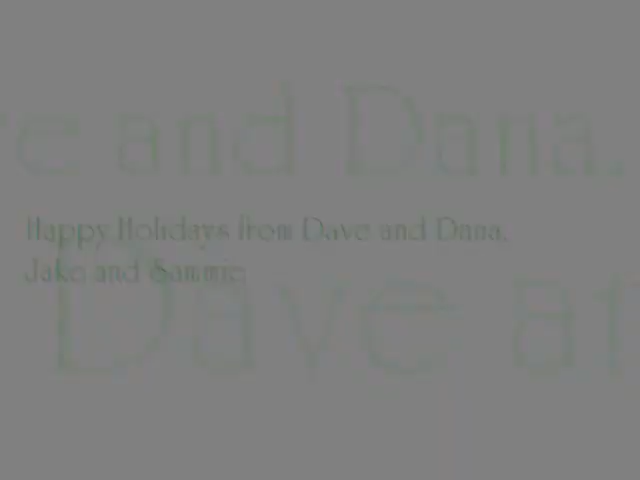 e and Dana,
Happy Holidays from Dave and Dana,
Jake and Sammie
Dave a